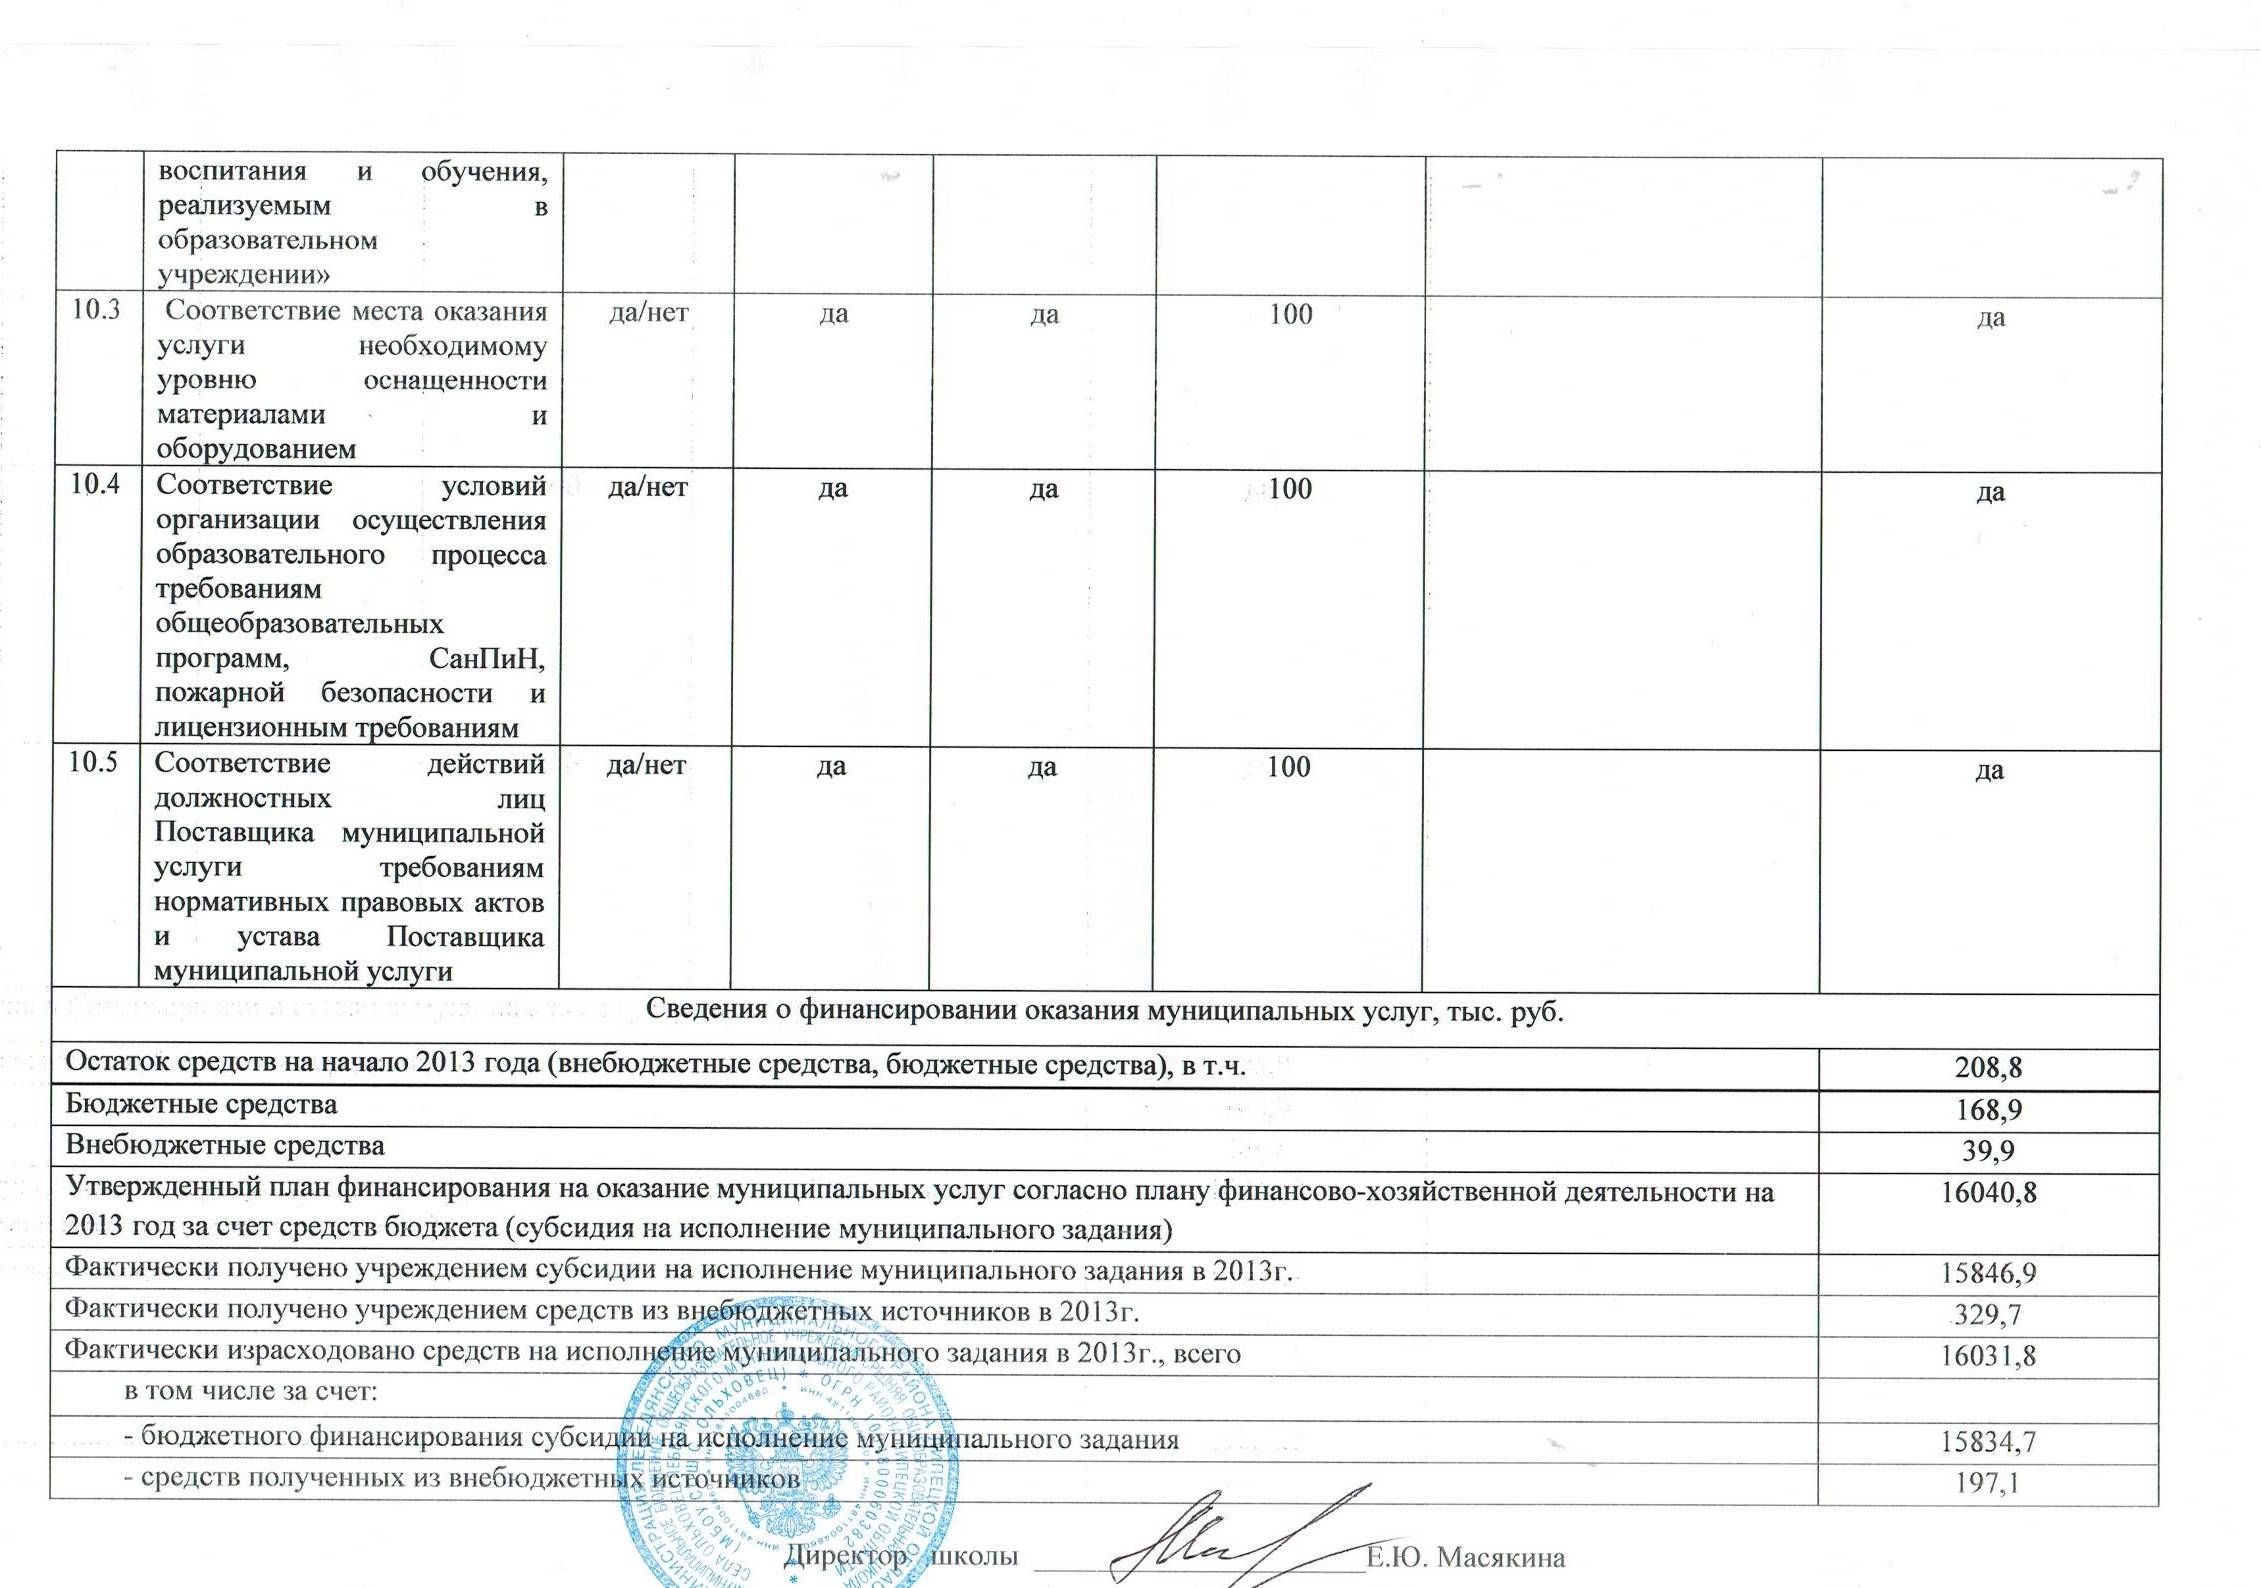 воспитания и обучения,
реализуемым в
образовательном
учреждении»
10.3 Соответствие места оказания да/нет да да 100 да
услуги необходимому
уровню оснащенности
материалами и
оборудованием
10.4 Соответствие условий да/нет да да 100 да
организации осуществления
образовательного процесса
требованиям
общеобразовательных
программ, СанПиН,
пожарной безопасности и
лицензионным требованиям
10.5 Соответствие действий да/нет да да 100 да
должностных лиц
Поставщика муниципальной
услуги требованиям
нормативных правовых актов
и устава Поставщика
муниципальной услуги
Сведения о финансировании оказания муниципальных услуг, тыс. руб.
Остаток средств на начало 2013 года (внебюджетные средства, бюджетные средства), в т.ч. 208,8
Бюджетные средства 168,9
Внебюджетные средства 39,9
Утвержденный план финансирования на оказание муниципальных услуг согласно плану финансово-хозяйственной деятельности на 16040,8
2013 год за счет средств бюджета (субсидия на исполнение муниципального задания)
Фактически получено учреждением субсидии на исполнение муниципального задания в 2013г. 15846,9
Фактически получено учреждением средств из внебюджетных источников в 2013г. 329,7
Фактически израсходовано средств на исполнение муниципального задания в 2013г., всего 16031,8
в том числе за счет:
- бюджетного финансирования субсидии на исполнение муниципального задания 15834,7
- средств полученных из внебюджетных источников 197,1
Директор школы Е.Ю. Масякина